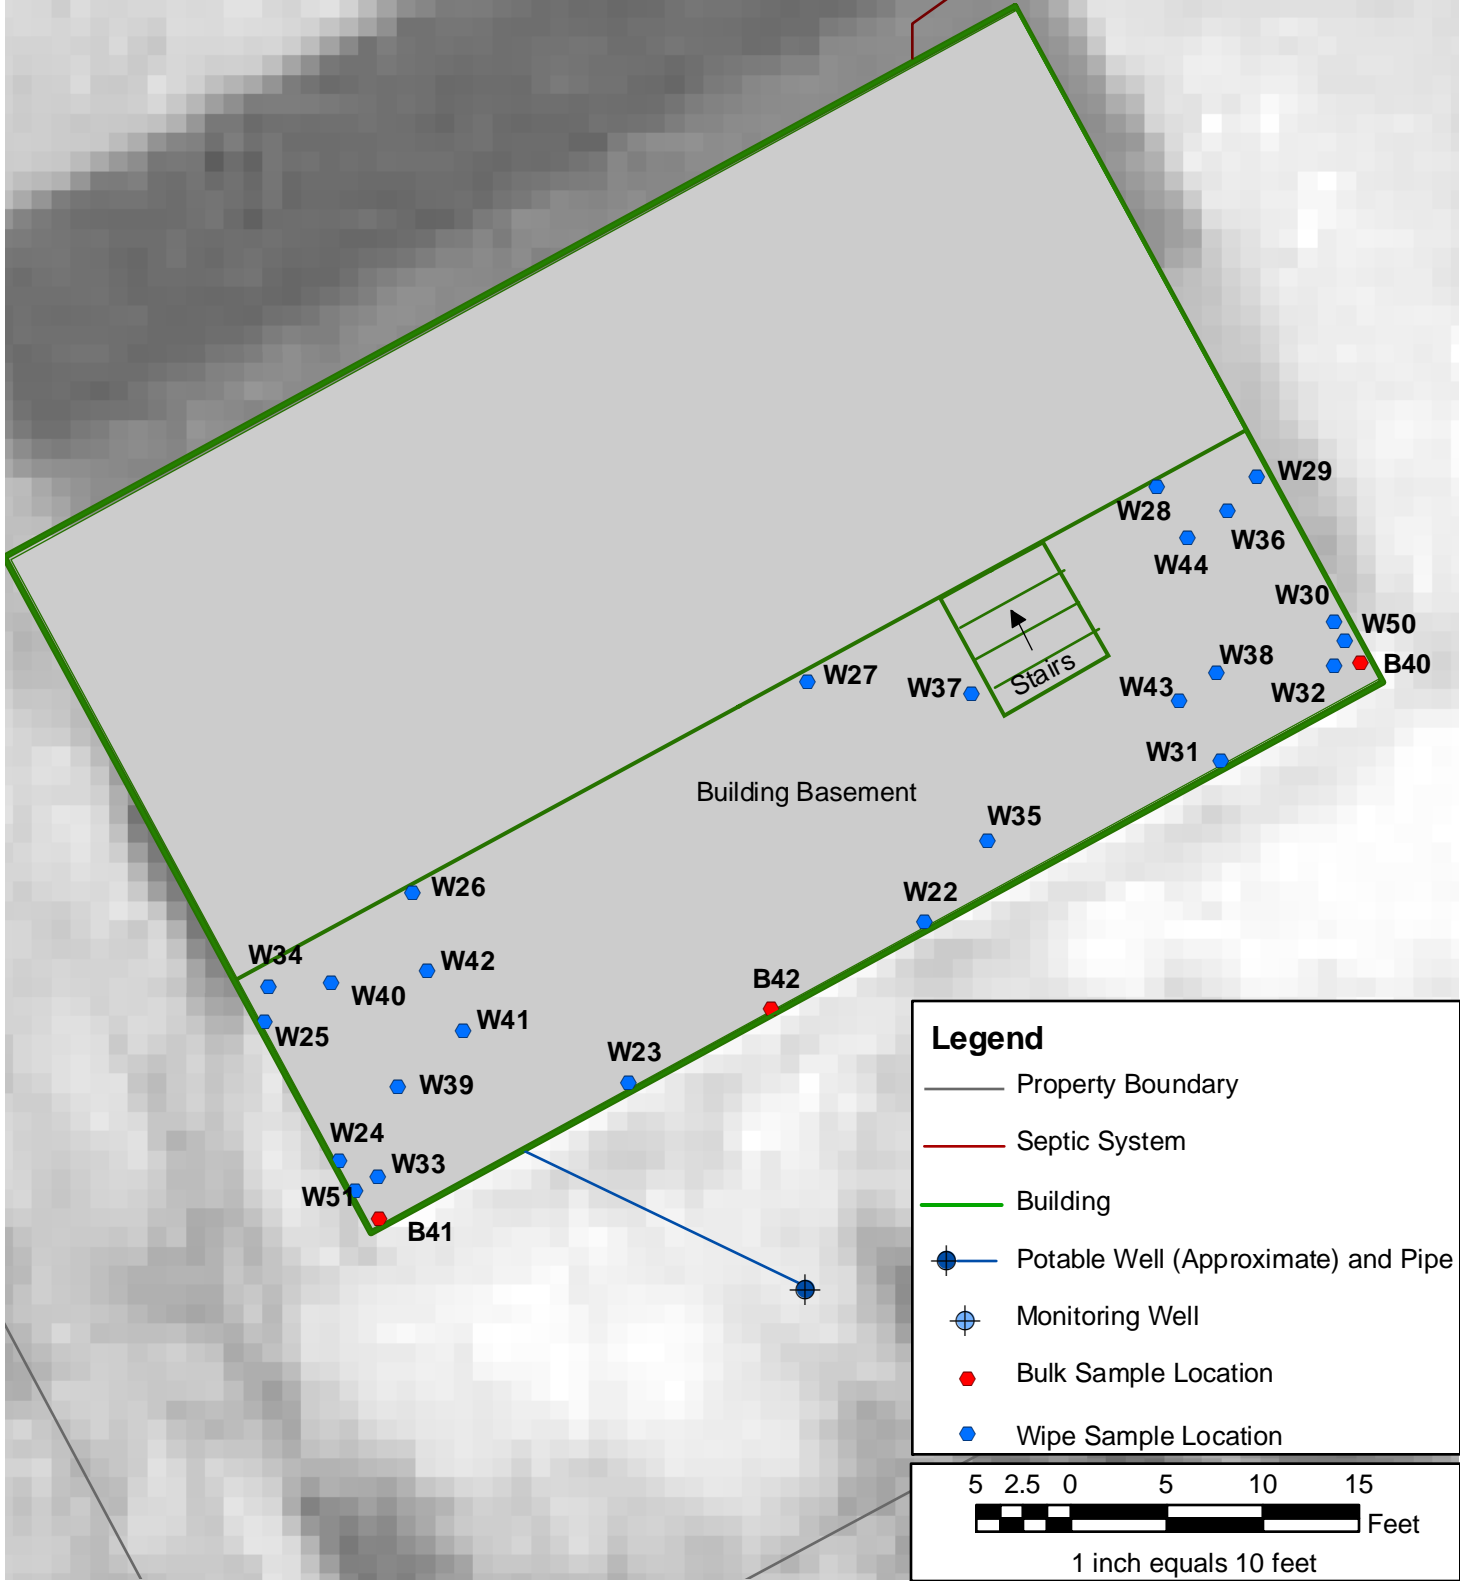 W29
W28
W36
W44
W30
W50
W38
B40
W27
W37
Stairs
W43
W32
W31
Building Basement
W35
W26
W22
W34
W42
B42
W40
W41
W25
W23
W39
W24
W33
W51
B41
Legend
Property Boundary
Septic System
Building
Potable Well (Approximate) and Pipe
Monitoring Well
Bulk Sample Location
Wipe Sample Location
5 2.5 0 5 10 15
Feet
1 inch equals 10 feet